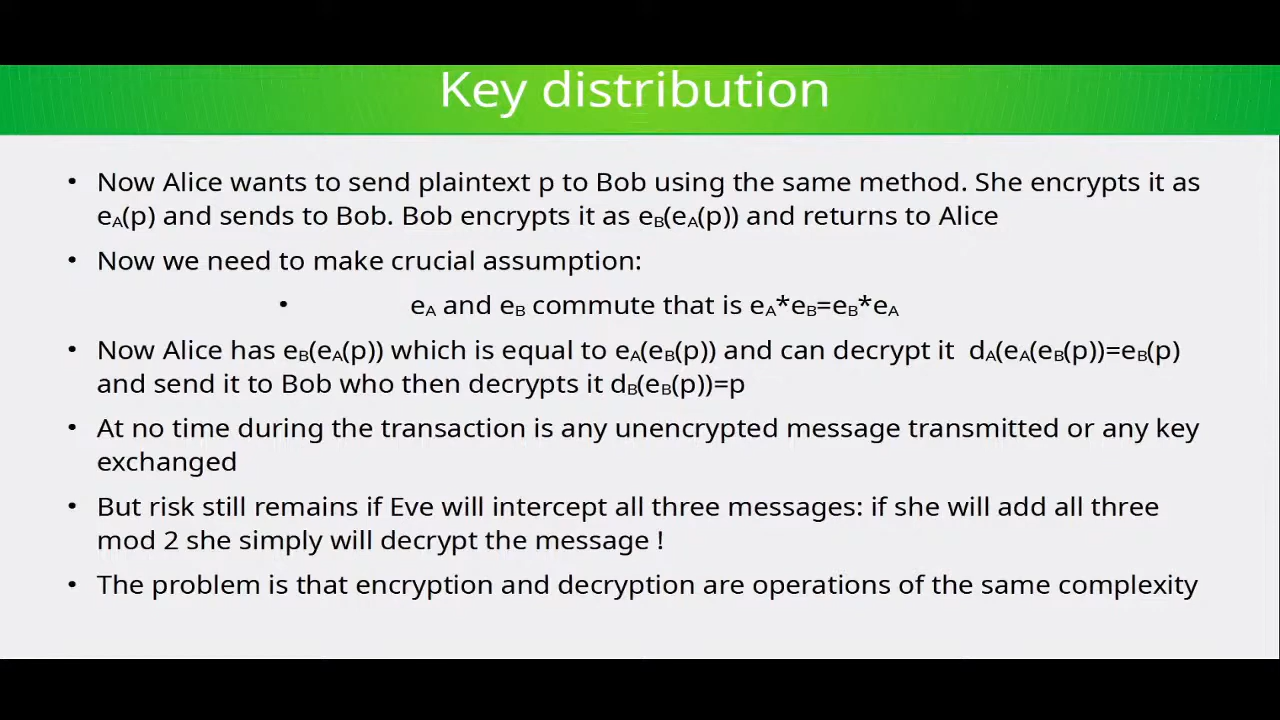 Key distribution
• Now Alice wants to send plaintext p to Bob using the same method. She encrypts it as
eA(p) and sends to Bob. Bob encrypts it as eB(eA(p)) and returns to Alice
• Now we need to make crucial assumption:
• eA and eB commute that is eA*eB=eB*eA
• Now Alice has eB(eA(p)) which is equal to eA(eB(p)) and can decrypt it dA(eA(eB(p))=eB(p)
and send it to Bob who then decrypts it dB(eB(p))=p
• At no time during the transaction is any unencrypted message transmitted or any key
exchanged
• But risk still remains if Eve will intercept all three messages: if she will add all three
mod 2 she simply will decrypt the message !
• The problem is that encryption and decryption are operations of the same complexity